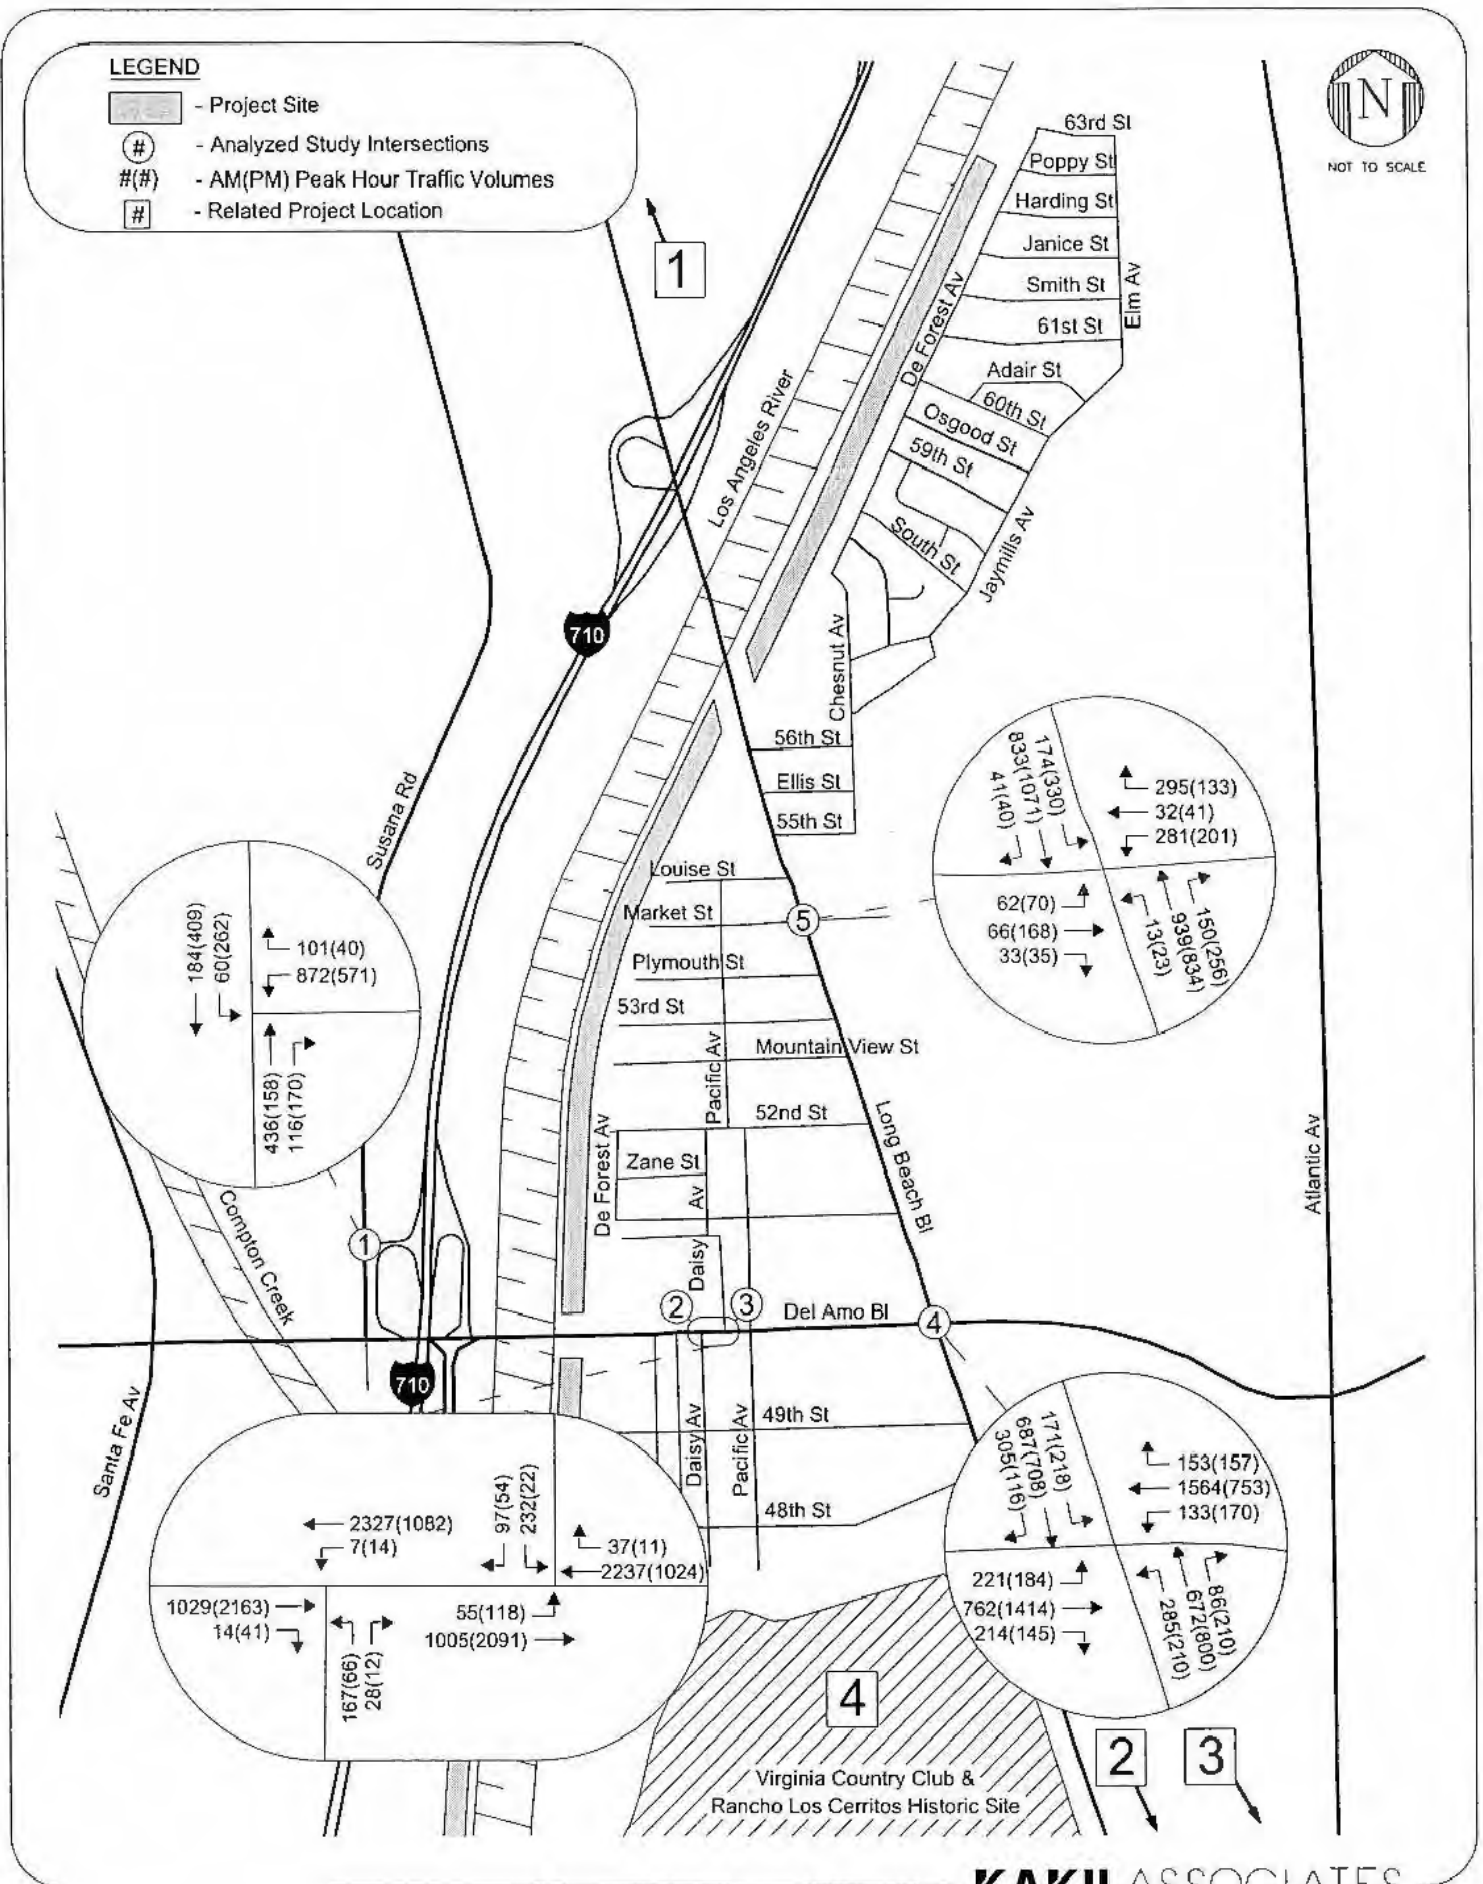 LEGEND
- Project Site
# - Analyzed Study Intersections
#(#) - AM(PM) Peak Hour Traffic Volumes
# - Related Project Location
N
NOT TO SCALE
1
63rd St
Poppy St
Harding St
Janice St
Smith St
61st St
Elm Av
De Forest Av
Adair St
60th St
Osgood St
59th St
South St
Jaymills Av
Los Angeles River
710
Chesnut Av
56th St
Ellis St
55th St
Susana Rd
Louise St
Market St
5
Plymouth St
53rd St
Mountain View St
Pacific Av
52nd St
Long Beach Bl
De Forest Av
Zane St
Daisy Av
Atlantic Av
174(330)
833(1071)
41(40)
295(133)
32(41)
281(201)
62(70)
66(168)
33(35)
13(23)
939(834)
150(256)
184(409)
60(262)
101(40)
872(571)
436(158)
116(170)
Compton Creek
1
2
3
Del Amo Bl
4
710
Santa Fe Av
Daisy Av
Pacific Av
49th St
48th St
2327(1082)
7(14)
97(54)
232(22)
37(11)
2237(1024)
1029(2163)
14(41)
55(118)
1005(2091)
167(66)
28(12)
171(218)
687(708)
305(116)
153(157)
1564(753)
133(170)
221(184)
762(1414)
214(145)
285(210)
672(800)
86(210)
4
2
3
Virginia Country Club &
Rancho Los Cerritos Historic Site
KAKU ASSOCIATES